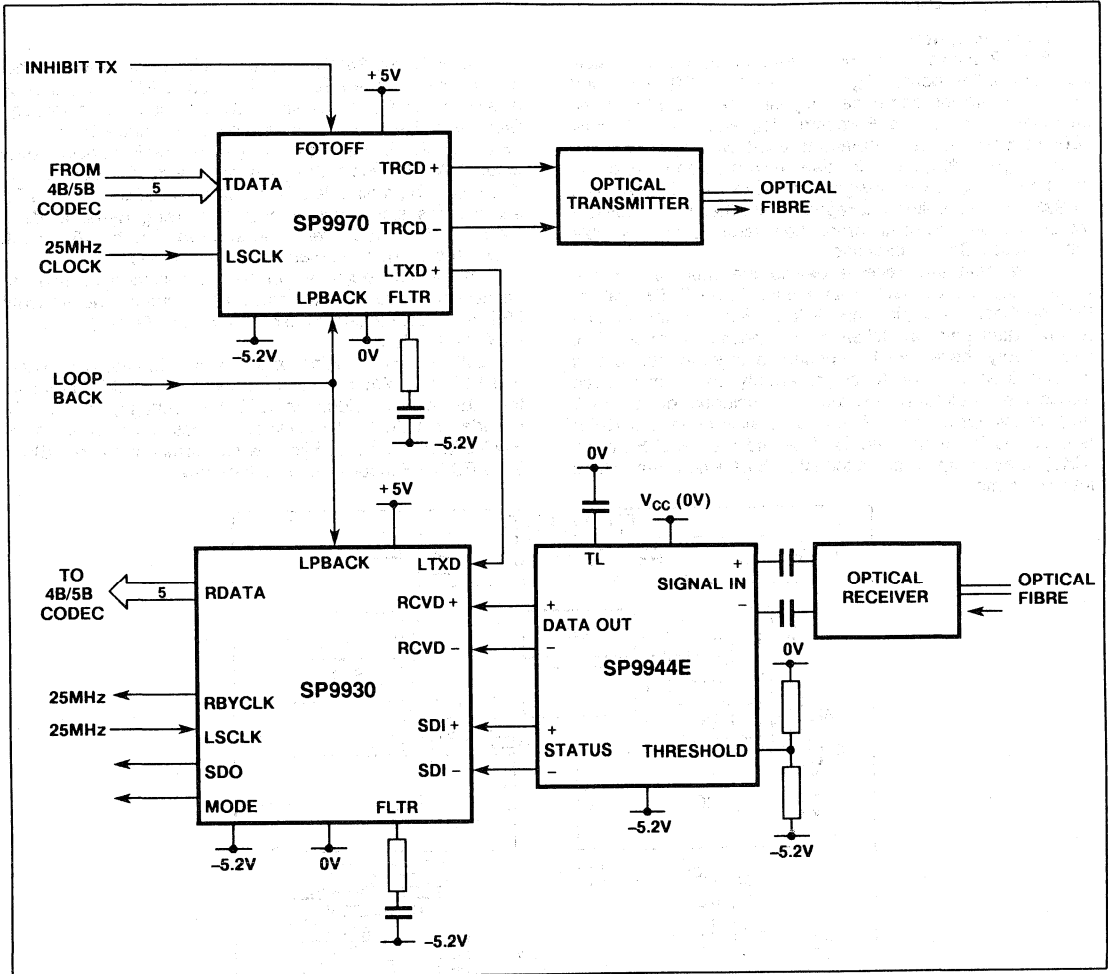 INHIBIT TX
+5V
FOTOFF
FROM
4B/5B
CODEC
5
TDATA
TRCD +
SP9970
TRCD –
OPTICAL
TRANSMITTER
OPTICAL
FIBRE
25MHz
CLOCK
LSCLK
LTXD +
LPBACK
FLTR
–5.2V
0V
LOOP
BACK
–5.2V
+5V
0V
VCC (0V)
LPBACK
LTXD
TL
+
SIGNAL IN
–
OPTICAL
RECEIVER
OPTICAL
FIBRE
TO
4B/5B
CODEC
5
RDATA
RCVD +
+
DATA OUT
RCVD –
–
SP9944E
0V
SP9930
25MHz
RBYCLK
25MHz
LSCLK
SDI +
+
STATUS
THRESHOLD
SDO
SDI –
–
MODE
FLTR
–5.2V
–5.2V
–5.2V
0V
–5.2V